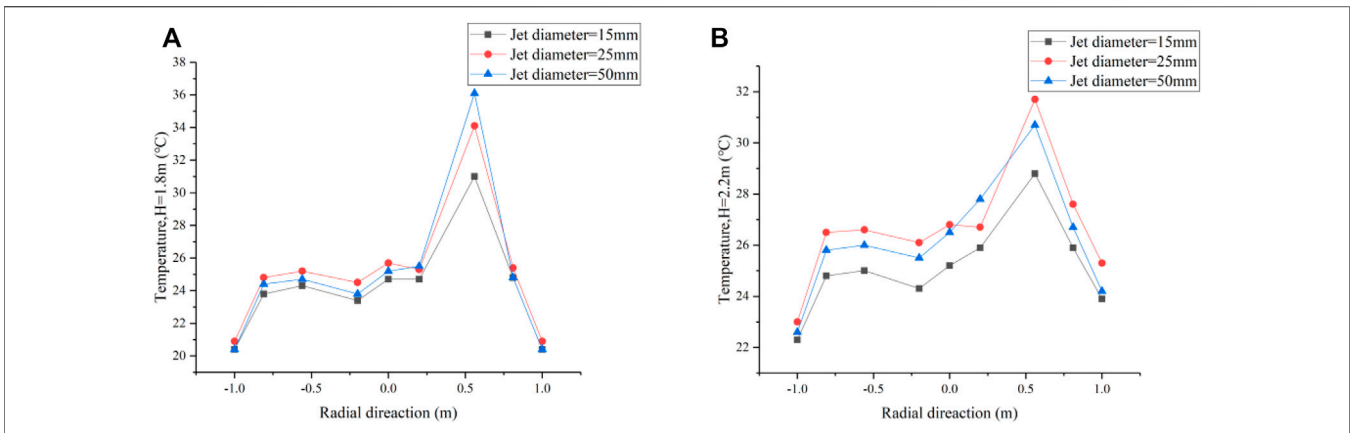 A
Jet diameter=15mm
Jet diameter=25mm
Jet diameter=50mm
38
36
34
32
30
28
26
24
22
20
Temperature,H=1.8m (℃)
-1.0 -0.5 0.0 0.5 1.0
Radial direaction (m)
B
Jet diameter=15mm
Jet diameter=25mm
Jet diameter=50mm
32
30
28
26
24
22
Temperature,H=2.2m (℃)
-1.0 -0.5 0.0 0.5 1.0
Radial direaction (m)